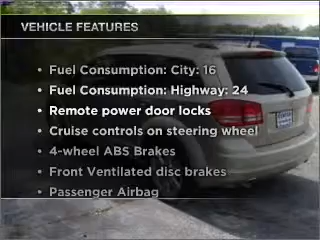 VEHICLE FEATURES
• Fuel Consumption: City: 16
• Fuel Consumption: Highway: 24
• Remote power door locks
• Cruise controls on steering wheel
• 4-wheel ABS Brakes
• Front Ventilated disc brakes
• Passenger Airbag